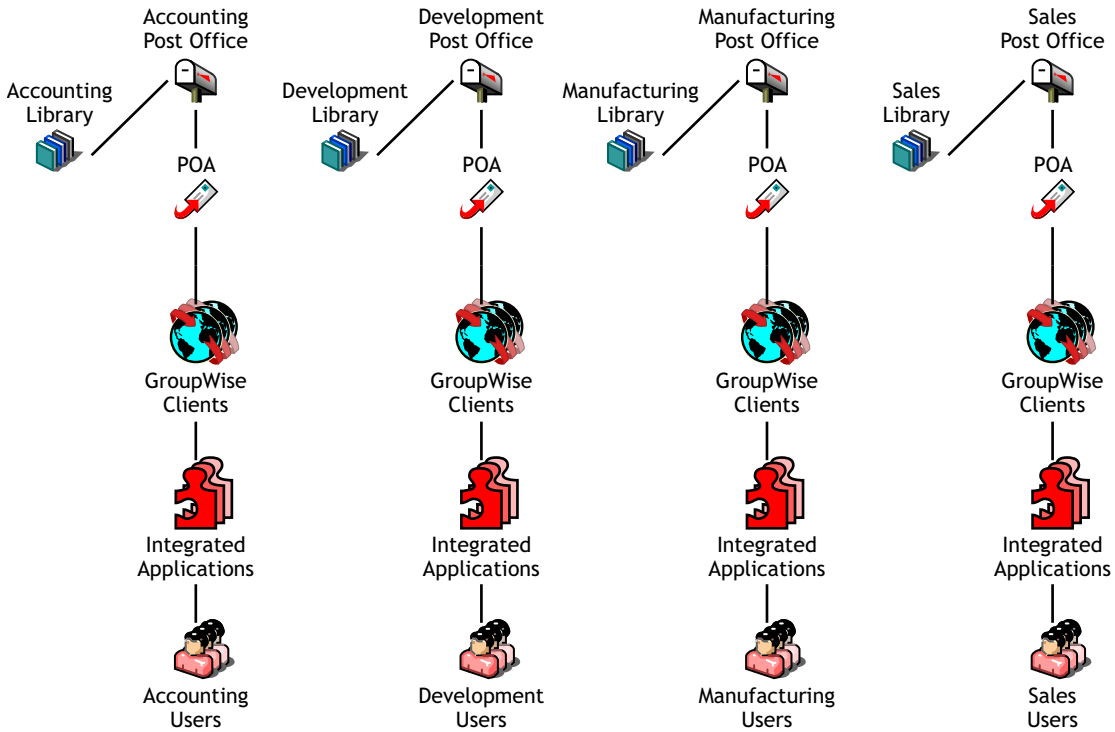 Accounting
Post Office
Development
Post Office
Manufacturing
Post Office
Sales
Post Office
Accounting
Library
Development
Library
Manufacturing
Library
Sales
Library
POA
POA
POA
POA
GroupWise
Clients
GroupWise
Clients
GroupWise
Clients
GroupWise
Clients
Integrated
Applications
Integrated
Applications
Integrated
Applications
Integrated
Applications
Accounting
Users
Development
Users
Manufacturing
Users
Sales
Users